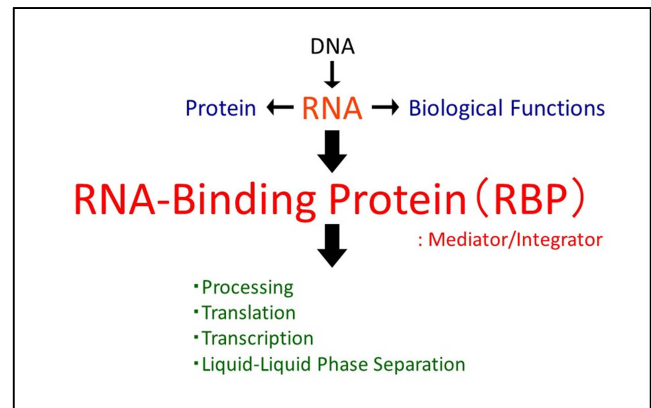 DNA
Protein RNA Biological Functions
RNA-Binding Protein（RBP）
: Mediator/Integrator
・Processing
・Translation
・Transcription
・Liquid-Liquid Phase Separation